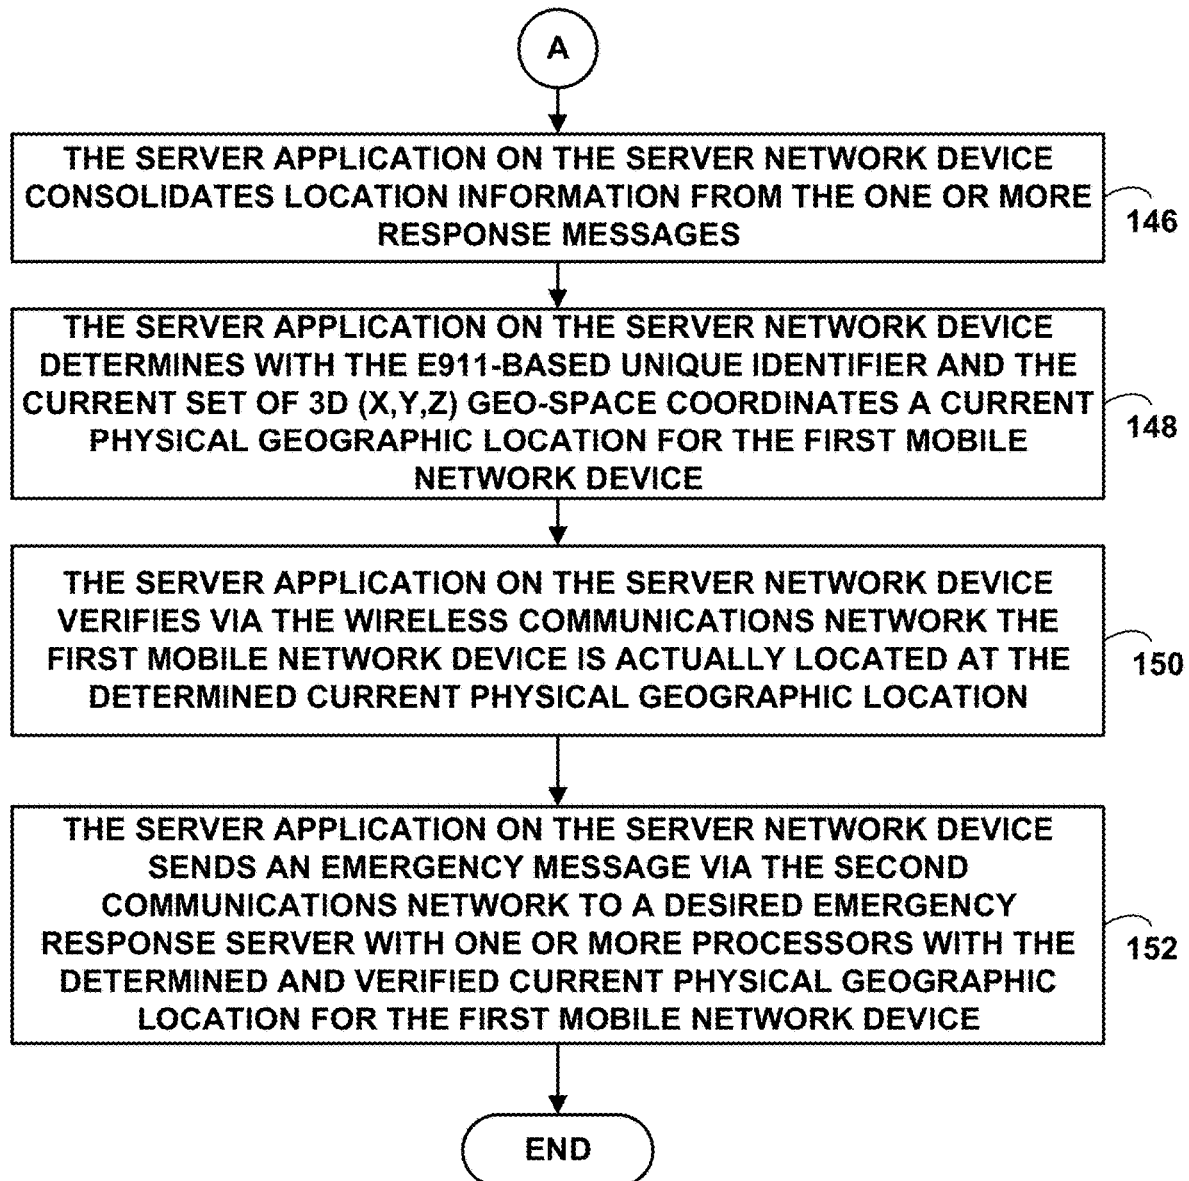 A
THE SERVER APPLICATION ON THE SERVER NETWORK DEVICE
CONSOLIDATES LOCATION INFORMATION FROM THE ONE OR MORE
RESPONSE MESSAGES
146
THE SERVER APPLICATION ON THE SERVER NETWORK DEVICE
DETERMINES WITH THE E911-BASED UNIQUE IDENTIFIER AND THE
CURRENT SET OF 3D (X,Y,Z) GEO-SPACE COORDINATES A CURRENT
PHYSICAL GEOGRAPHIC LOCATION FOR THE FIRST MOBILE
NETWORK DEVICE
148
THE SERVER APPLICATION ON THE SERVER NETWORK DEVICE
VERIFIES VIA THE WIRELESS COMMUNICATIONS NETWORK THE
FIRST MOBILE NETWORK DEVICE IS ACTUALLY LOCATED AT THE
DETERMINED CURRENT PHYSICAL GEOGRAPHIC LOCATION
150
THE SERVER APPLICATION ON THE SERVER NETWORK DEVICE
SENDS AN EMERGENCY MESSAGE VIA THE SECOND
COMMUNICATIONS NETWORK TO A DESIRED EMERGENCY
RESPONSE SERVER WITH ONE OR MORE PROCESSORS WITH THE
DETERMINED AND VERIFIED CURRENT PHYSICAL GEOGRAPHIC
LOCATION FOR THE FIRST MOBILE NETWORK DEVICE
152
END